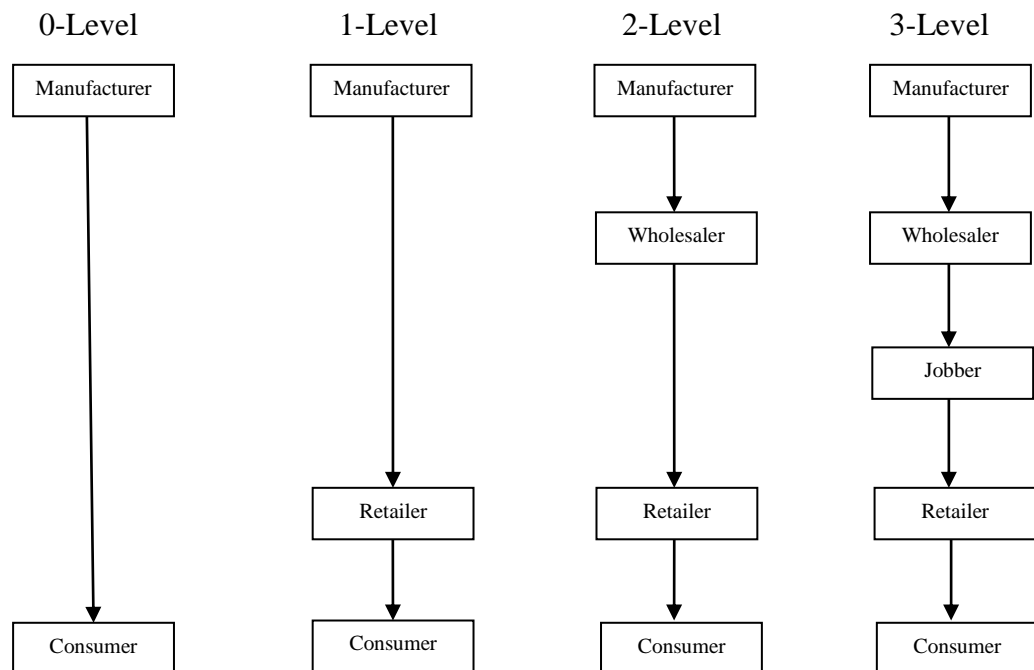 0-Level 1-Level 2-Level 3-Level
Manufacturer Manufacturer Manufacturer Manufacturer
Wholesaler Wholesaler
Jobber
Retailer Retailer Retailer
Consumer Consumer Consumer Consumer